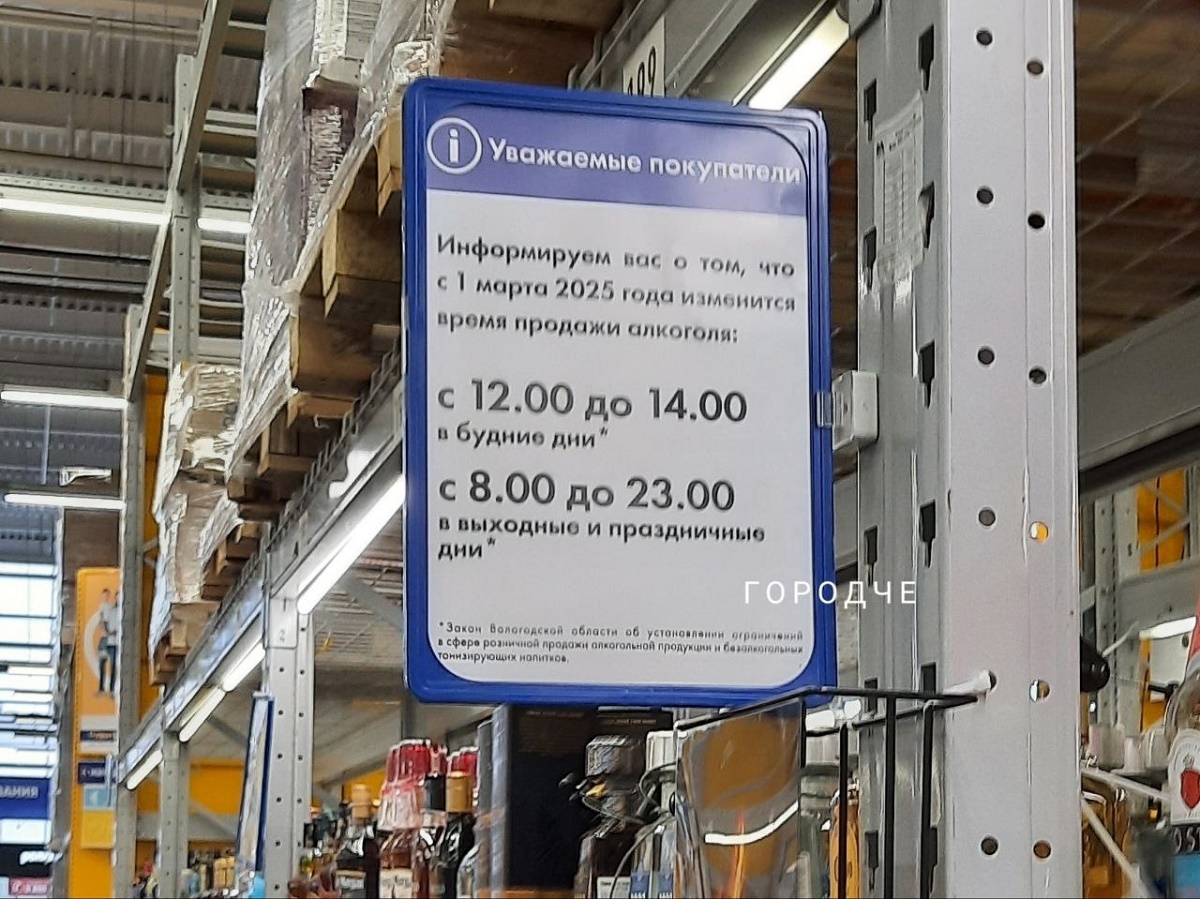 Уважаемые покупатели
Информируем вас о том, что
с 1 марта 2025 года изменится
время продажи алкоголя:
с 12.00 до 14.00
в будние дни*
с 8.00 до 23.00
в выходные и праздничные
дни*
ГОРОДЧЕ
*Закон Вологодской области об установлении ограничений
в сфере розничной продажи алкогольной продукции и безалкогольных
тонизирующих напитков.